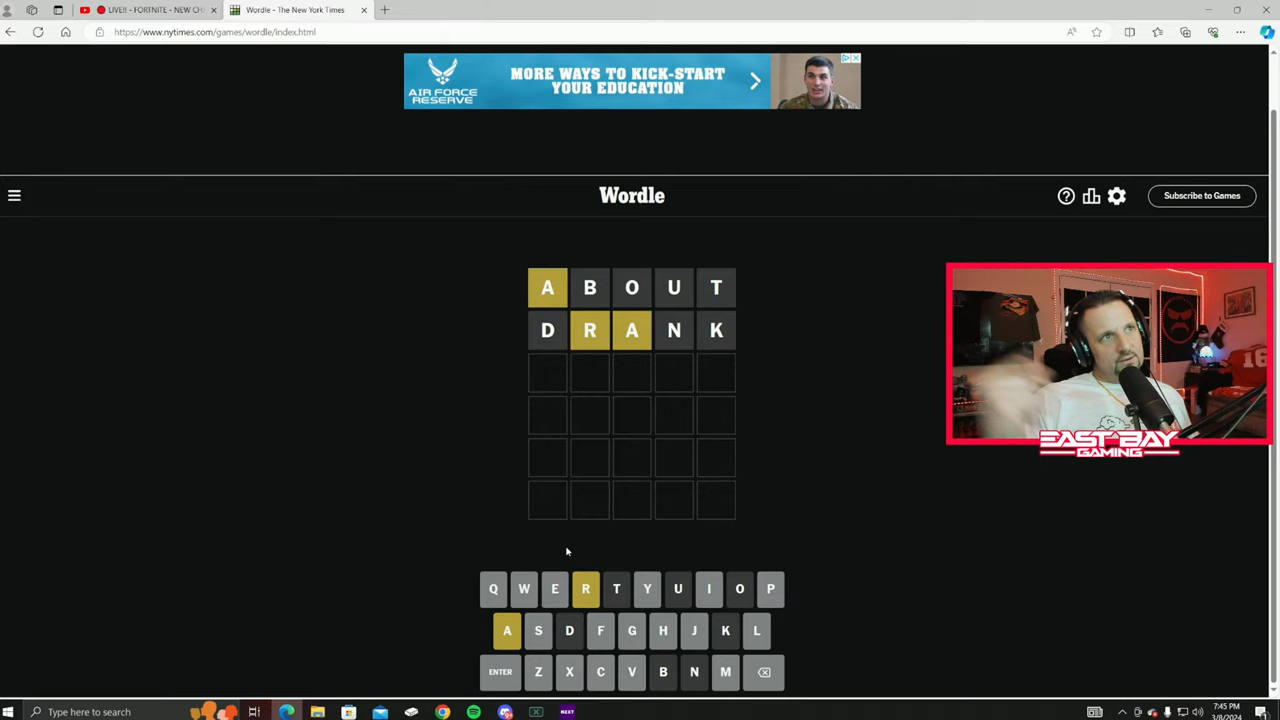 LIVE!! - FORTNITE - NEW CH
Wordle - The New York Times
https://www.nytimes.com/games/wordle/index.html
AIR FORCE
RESERVE
MORE WAYS TO KICK-START
YOUR EDUCATION
Wordle
Subscribe to Games
A B O U T
D R A N K
16
EAST BAY
GAMING
Q W E R T Y U I O P
A S D F G H J K L
ENTER Z X C V B N M
Type here to search
NEXT
7:45 PM
3/8/2024